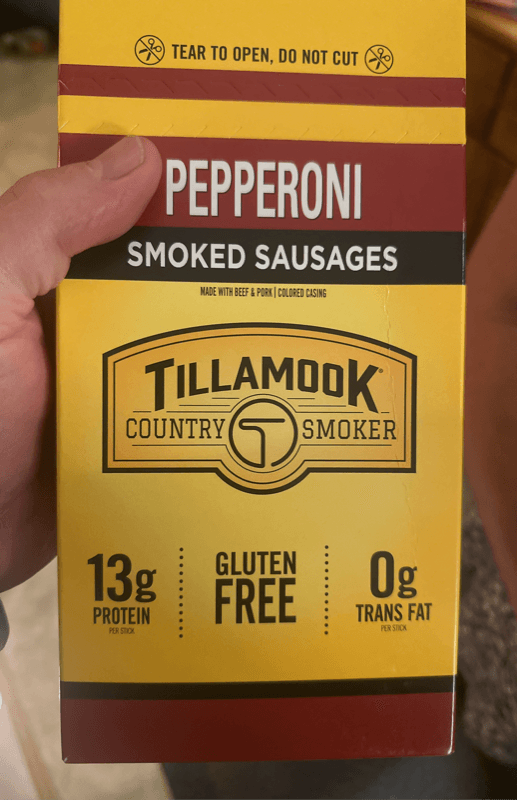 TEAR TO OPEN, DO NOT CUT
PEPPERONI
SMOKED SAUSAGES
MADE WITH BEEF & PORK | COLORED CASING
TILLAMOOK®
COUNTRY T SMOKER
13g
PROTEIN
PER STICK
GLUTEN
FREE
0g
TRANS FAT
PER STICK